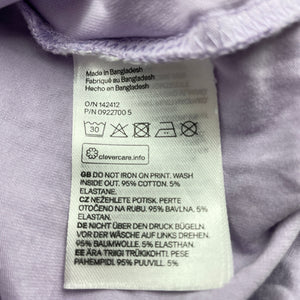 Made in Bangladesh
Fabriqué au Bangladesh
Hecho en Bangladesh
O/N 142412
P/N 0922700 5
30
clevercare.info
GB DO NOT IRON ON PRINT. WASH
INSIDE OUT. 95% COTTON. 5%
ELASTANE.
CZ NEŽEHLETE POTISK. PERTE
OTOČENO NA RUBU. 95% BAVLNA. 5%
ELASTAN.
DE NICHT ÜBER DEN DRUCK BÜGELN.
VOR DER WÄSCHE AUF LINKS DREHEN.
95% BAUMWOLLE. 5% ELASTHAN.
EE ÄRA TRIIGI TRÜKKI. PESE
PAHEMPIDI. 95% PUUVILL. 5%